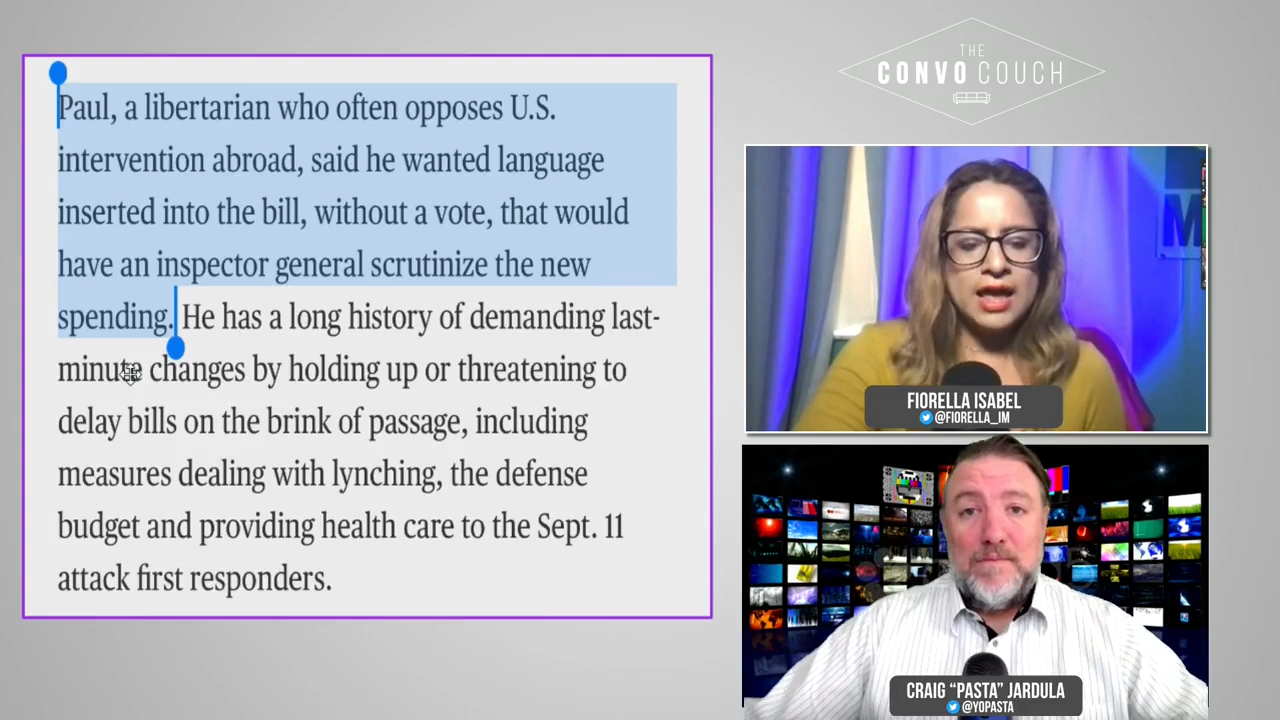 Paul, a libertarian who often opposes U.S.
intervention abroad, said he wanted language
inserted into the bill, without a vote, that would
have an inspector general scrutinize the new
spending. He has a long history of demanding last-
minute changes by holding up or threatening to
delay bills on the brink of passage, including
measures dealing with lynching, the defense
budget and providing health care to the Sept. 11
attack first responders.
THE
CONVO COUCH
M
FIORELLA ISABEL
@FIORELLA_IM
CRAIG “PASTA” JARDULA
@YOPASTA